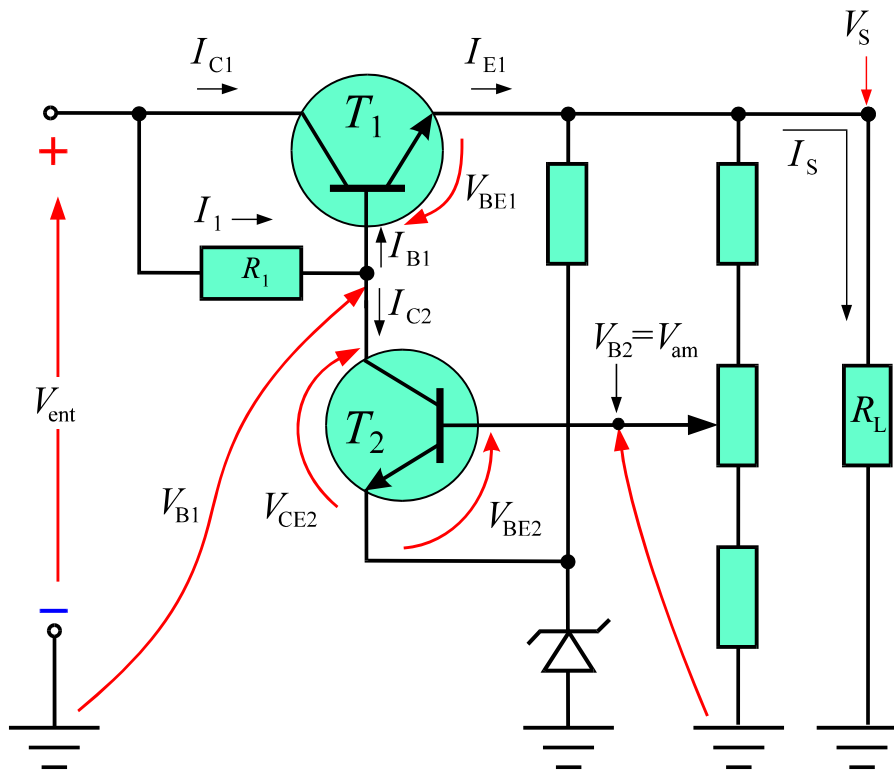 I_C1
I_E1
V_S
T_1
+
I_S
V_BE1
I_1
I_B1
R_1
I_C2
V_B2=V_am
V_ent
T_2
R_L
V_B1
V_CE2
V_BE2
−